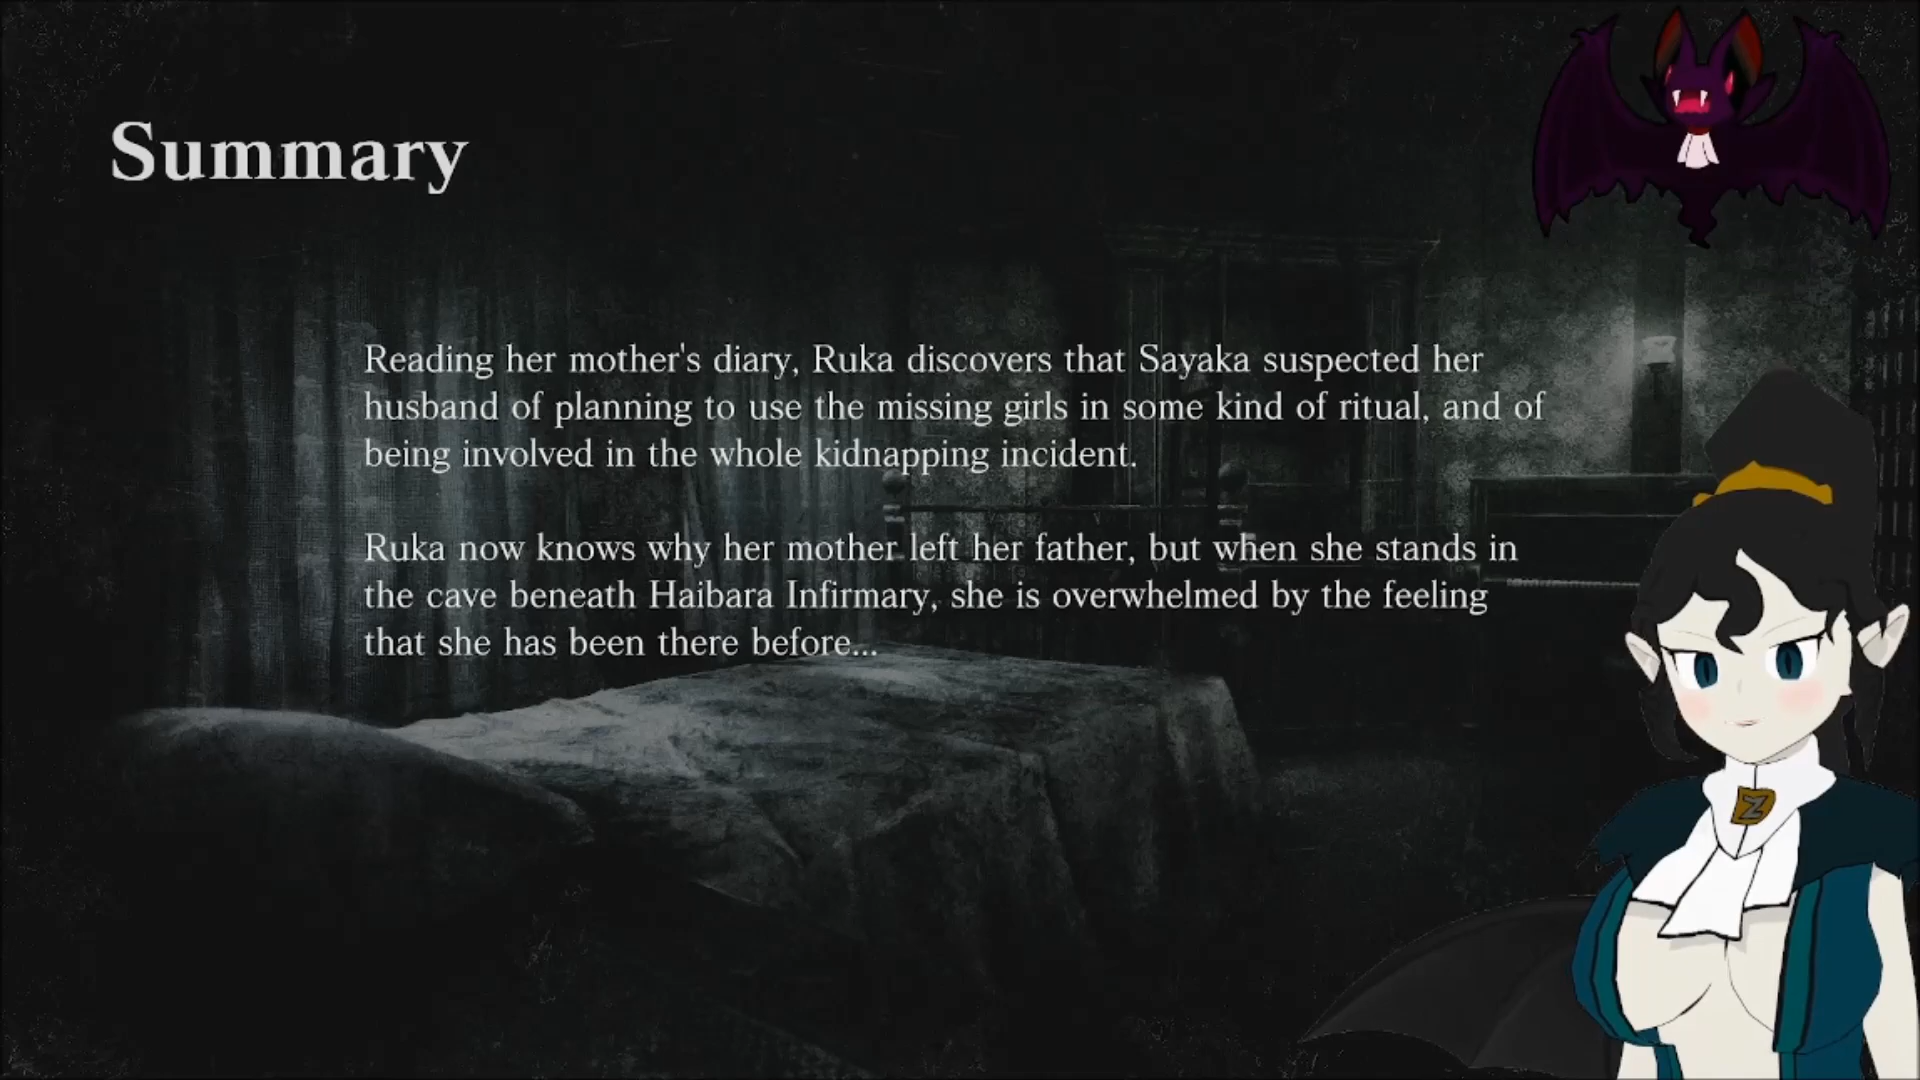 Summary
Reading her mother's diary, Ruka discovers that Sayaka suspected her
husband of planning to use the missing girls in some kind of ritual, and of
being involved in the whole kidnapping incident.
Ruka now knows why her mother left her father, but when she stands in
the cave beneath Haibara Infirmary, she is overwhelmed by the feeling
that she has been there before...
Z